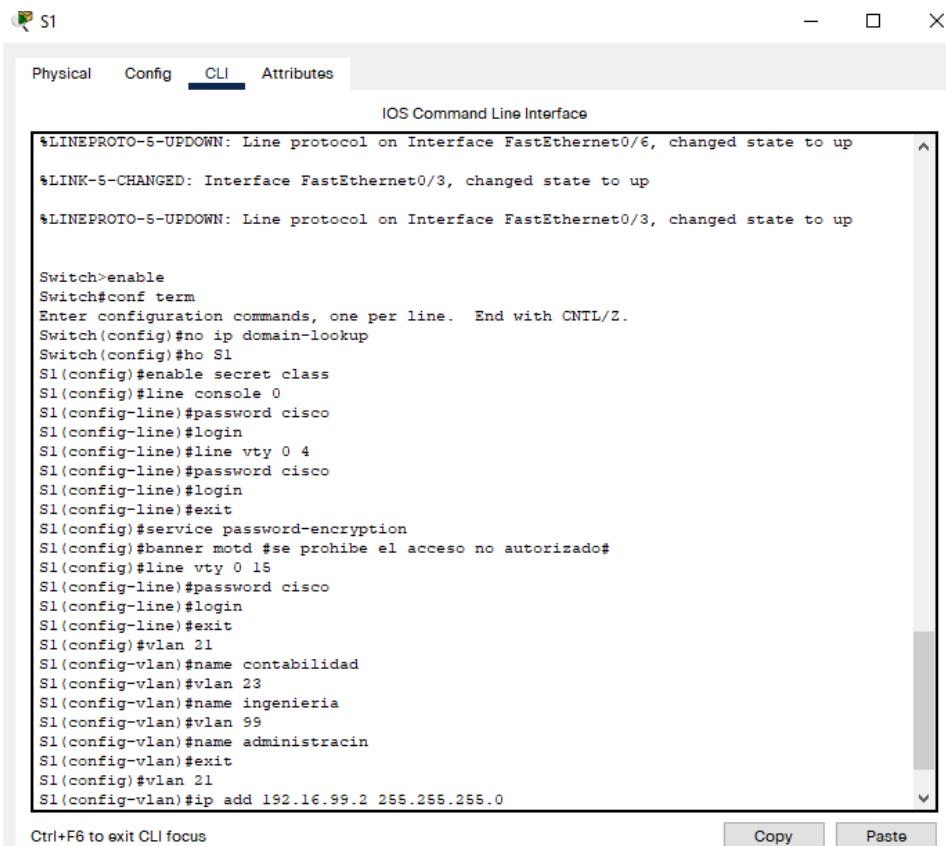 S1
Physical Config CLI Attributes
IOS Command Line Interface
%LINEPROTO-5-UPDOWN: Line protocol on Interface FastEthernet0/6, changed state to up
%LINK-5-CHANGED: Interface FastEthernet0/3, changed state to up
%LINEPROTO-5-UPDOWN: Line protocol on Interface FastEthernet0/3, changed state to up
Switch>enable
Switch#conf term
Enter configuration commands, one per line.  End with CNTL/Z.
Switch(config)#no ip domain-lookup
Switch(config)#ho S1
S1(config)#enable secret class
S1(config)#line console 0
S1(config-line)#password cisco
S1(config-line)#login
S1(config-line)#line vty 0 4
S1(config-line)#password cisco
S1(config-line)#login
S1(config-line)#exit
S1(config)#service password-encryption
S1(config)#banner motd #se prohibe el acceso no autorizado#
S1(config)#line vty 0 15
S1(config-line)#password cisco
S1(config-line)#login
S1(config-line)#exit
S1(config)#vlan 21
S1(config-vlan)#name contabilidad
S1(config-vlan)#vlan 23
S1(config-vlan)#name ingenieria
S1(config-vlan)#vlan 99
S1(config-vlan)#name administracin
S1(config-vlan)#exit
S1(config)#vlan 21
S1(config-vlan)#ip add 192.16.99.2 255.255.255.0
Ctrl+F6 to exit CLI focus
Copy Paste